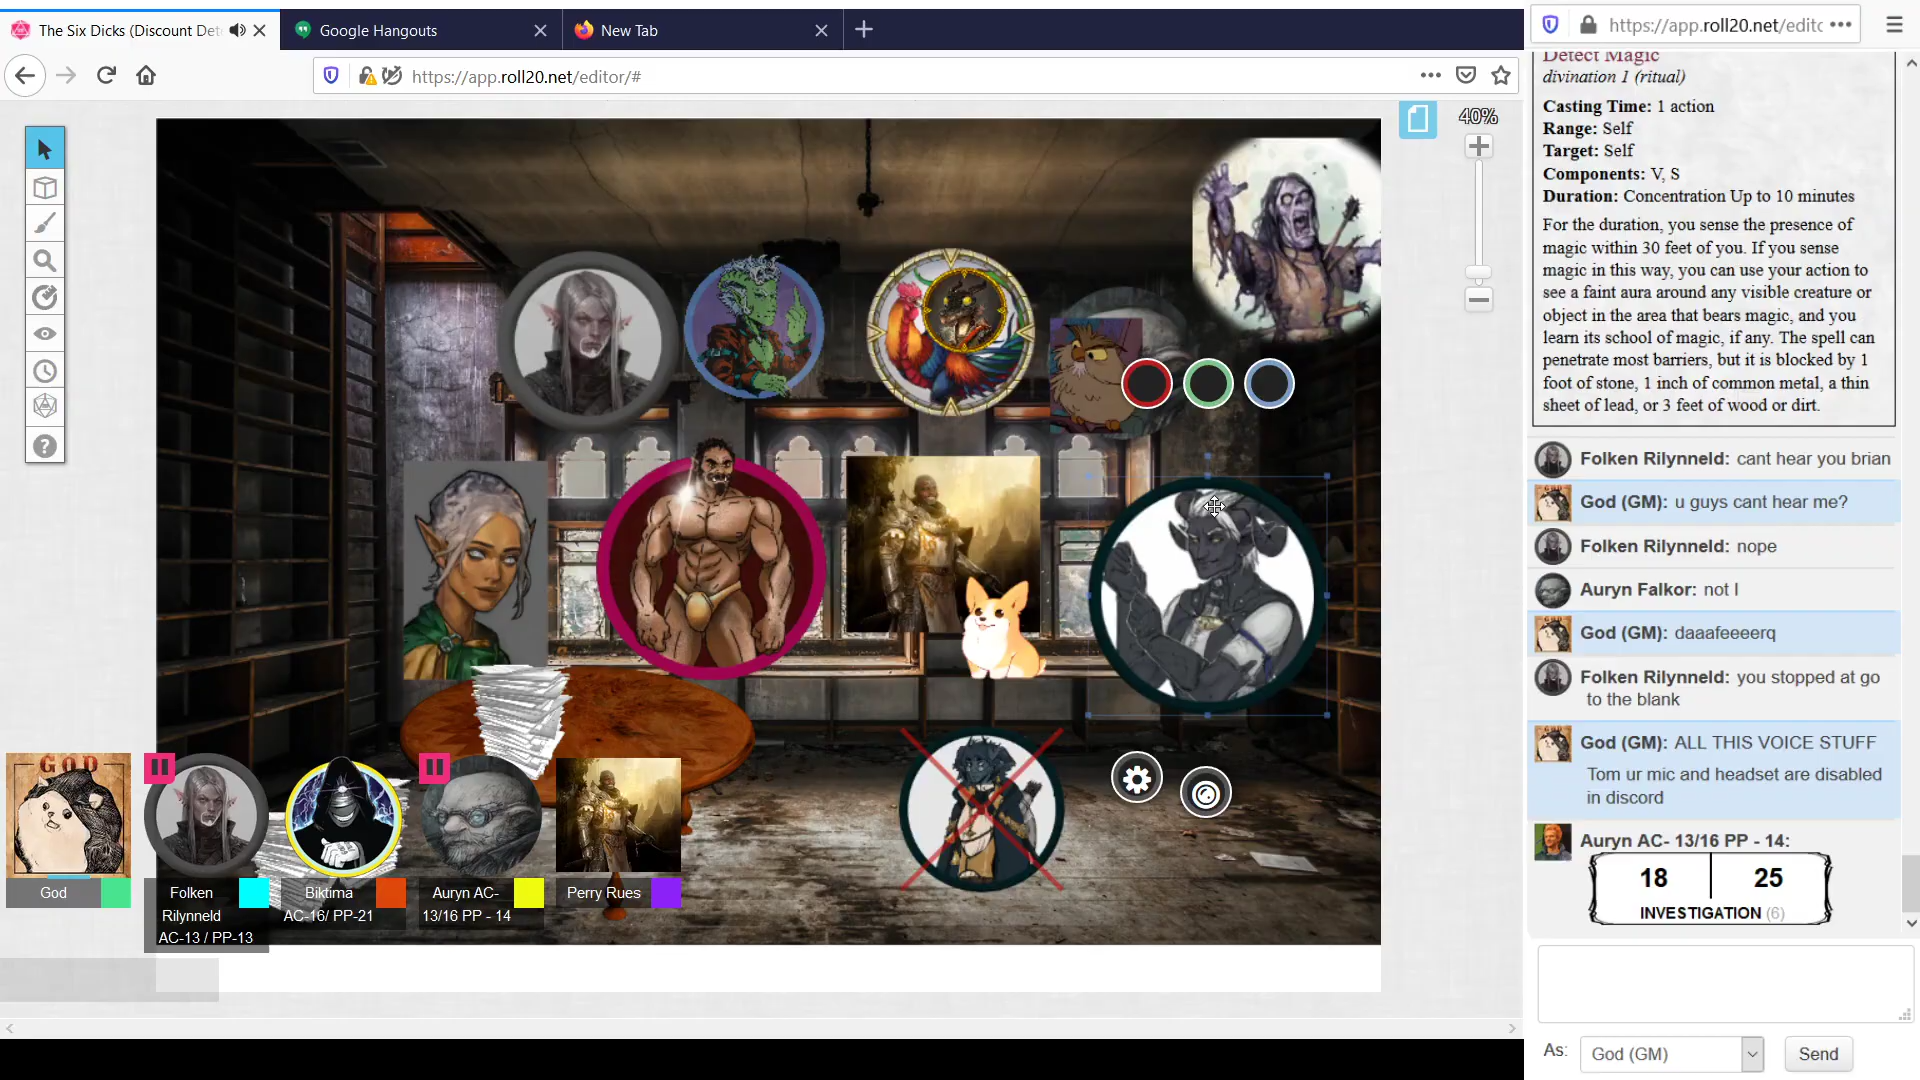 The Six Dicks (Discount Det
Google Hangouts
New Tab
https://app.roll20.net/editor/#
https://app.roll20.net/editc
40%
Detect Magic
divination 1 (ritual)
Casting Time: 1 action
Range: Self
Target: Self
Components: V, S
Duration: Concentration Up to 10 minutes
For the duration, you sense the presence of
magic within 30 feet of you. If you sense
magic in this way, you can use your action to
see a faint aura around any visible creature or
object in the area that bears magic, and you
learn its school of magic, if any. The spell can
penetrate most barriers, but it is blocked by 1
foot of stone, 1 inch of common metal, a thin
sheet of lead, or 3 feet of wood or dirt.
Folken Rilynneld: cant hear you brian
God (GM): u guys cant hear me?
Folken Rilynneld: nope
Auryn Falkor: not I
God (GM): daaafeeeerq
Folken Rilynneld: you stopped at go
to the blank
God (GM): ALL THIS VOICE STUFF
Tom ur mic and headset are disabled
in discord
Auryn AC- 13/16 PP - 14:
18 25
INVESTIGATION (6)
As: God (GM) Send
GOD
God
Folken
Rilynneld
AC-13 / PP-13
Biktima
AC-16/ PP-21
Auryn AC-
13/16 PP - 14
Perry Rues